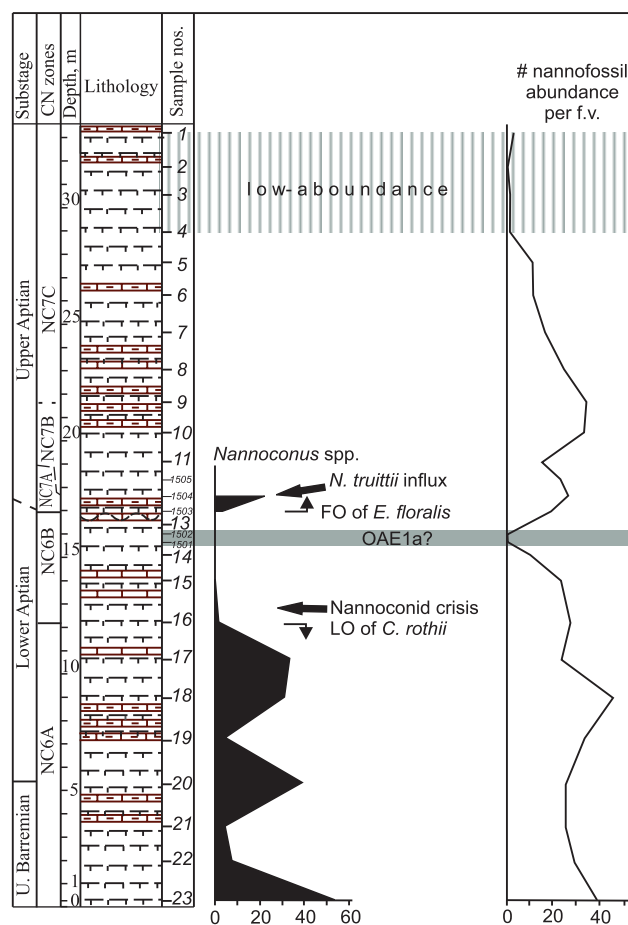 Substage
CN zones
Depth, m
Lithology
Sample nos.
# nannofossil
abundance
per f.v.
Upper Aptian
Lower Aptian
U. Barremian
NC7C
NC7B
NC7A
NC6B
NC6A
30
25
20
15
10
5
1
0
1
2
3
4
5
6
7
8
9
10
11
1505
1504
1503
13
1502
1501
14
15
16
17
18
19
20
21
22
23
low-aboundance
Nannoconus spp.
N. truittii influx
FO of E. floralis
OAE1a?
Nannoconid crisis
LO of C. rothii
0 20 40 60
0 20 40